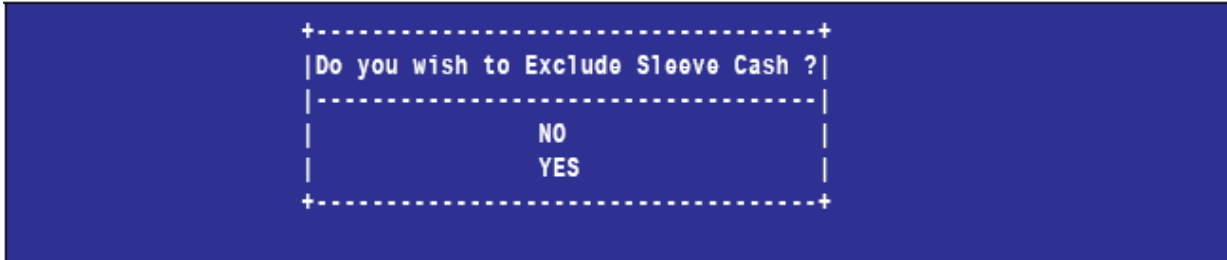 +------------------------------------+
|Do you wish to Exclude Sleeve Cash ?|
|------------------------------------|
|                NO                  |
|                YES                 |
+------------------------------------+